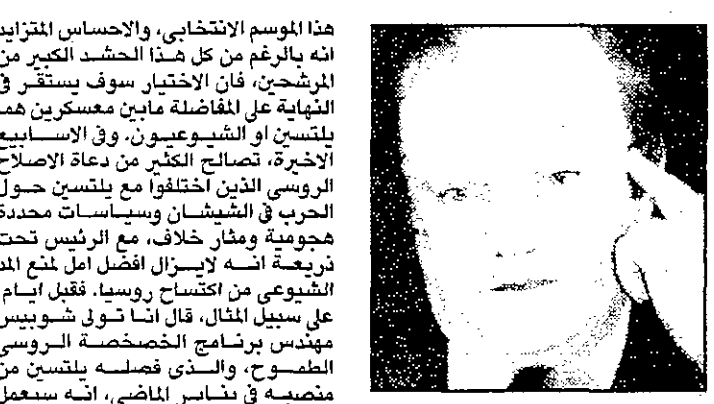 هذا الموسم الانتخابي، والاحساس المتزايد
انه بالرغم من كل هذا الحشد الكبير من
المرشحين، فان الاختيار سوف يستقر في
النهاية على المفاضلة مابين معسكرين هما
يلتسين او الشيوعيون. وفي الاسابيع
الاخيرة، تصالح الكثير من دعاة الاصلاح
الروسي الذين اختلفوا مع يلتسين حول
الحرب في الشيشان وسياسات محددة
هجومية ومثار خلاف، مع الرئيس تحت
ذريعة انه لايزال افضل امل لمنع المد
الشيوعي من اكتساح روسيا. فقبل ايام
على سبيل المثال، قال انا تولى شوبيس
مهندس برنامج الخصخصة الروسي
الطموح، والذي فصله يلتسين من
منصبه في يناير الماضي، انه سيعمل